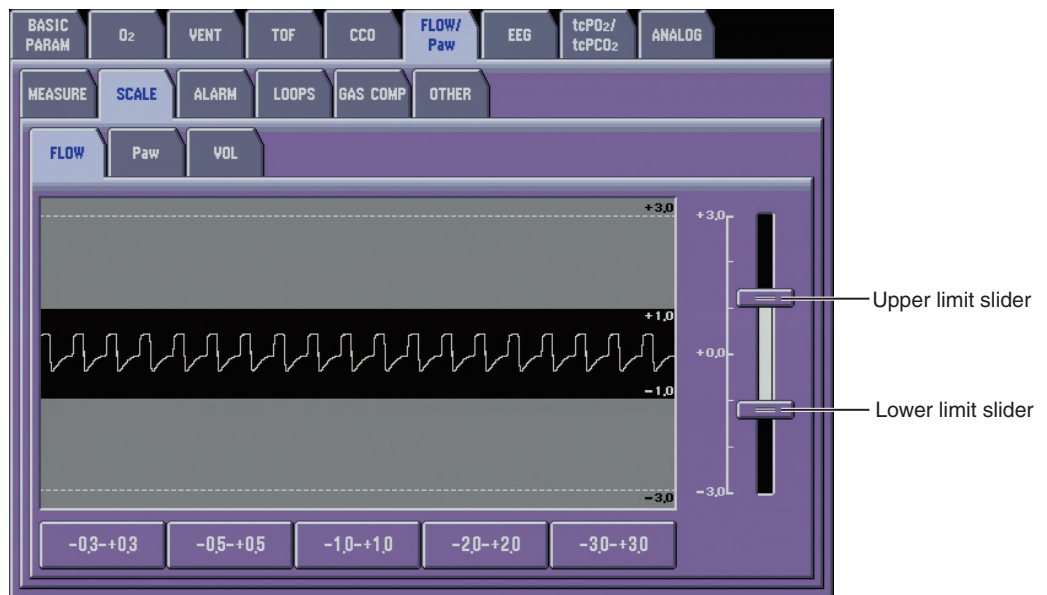 BASIC PARAM O2 VENT TOF CCO FLOW/ Paw EEG tcPO2/ tcPCO2 ANALOG
MEASURE SCALE ALARM LOOPS GAS COMP OTHER
FLOW Paw VOL
+3.0
+1.0
-1.0
-3.0
+3.0
+0.0
-3.0
Upper limit slider
Lower limit slider
-0.3-+0.3 -0.5-+0.5 -1.0-+1.0 -2.0-+2.0 -3.0-+3.0